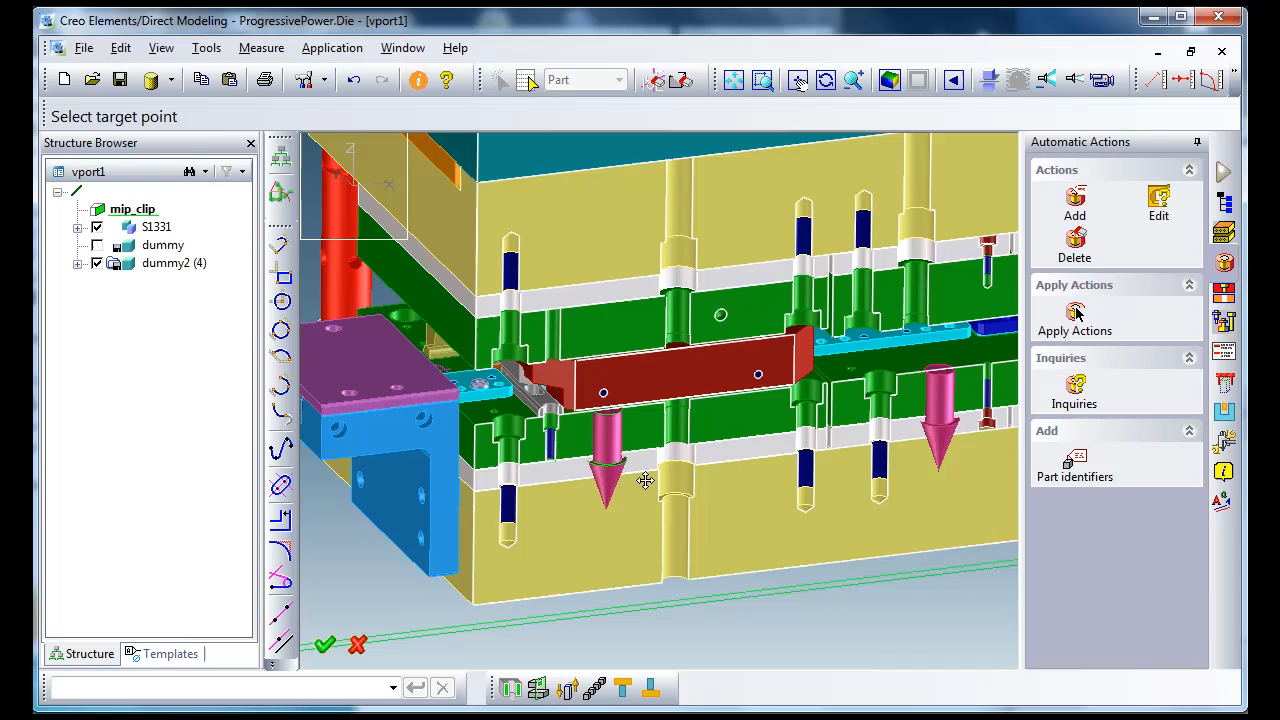 Creo Elements/Direct Modeling - ProgressivePower.Die - [vport1]
File Edit View Tools Measure Application Window Help
Part
Select target point
Structure Browser
vport1
mip_clip
S1331
dummy
dummy2 (4)
Structure
Templates
Z
X
Automatic Actions
Actions
Add
Edit
Delete
Apply Actions
Apply Actions
Inquiries
Inquiries
Add
Part identifiers